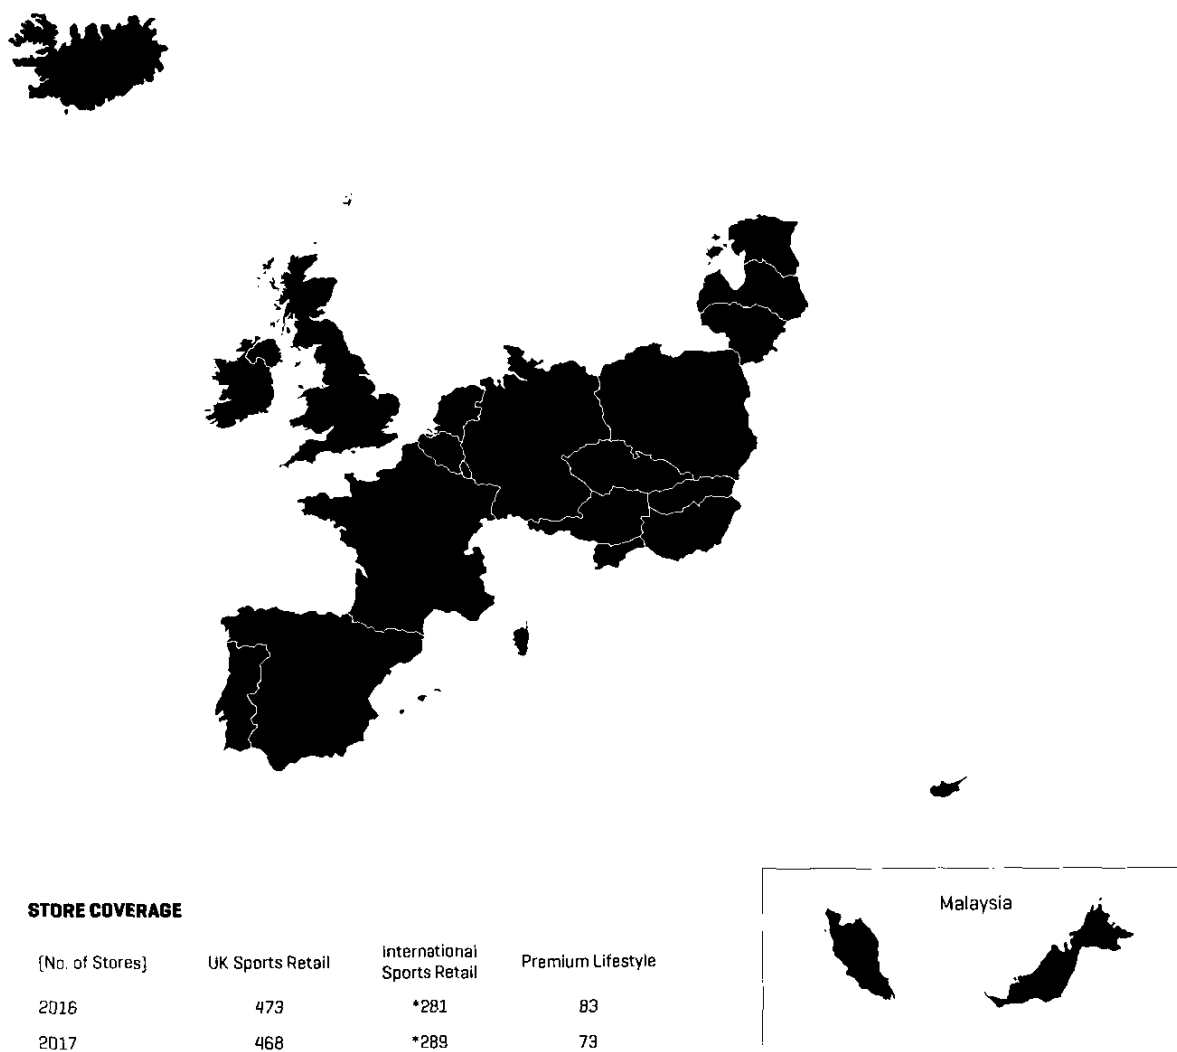 Malaysia
STORE COVERAGE
(No. of Stores) UK Sports Retail International Sports Retail Premium Lifestyle
2016 473 *281 83
2017 468 *289 73